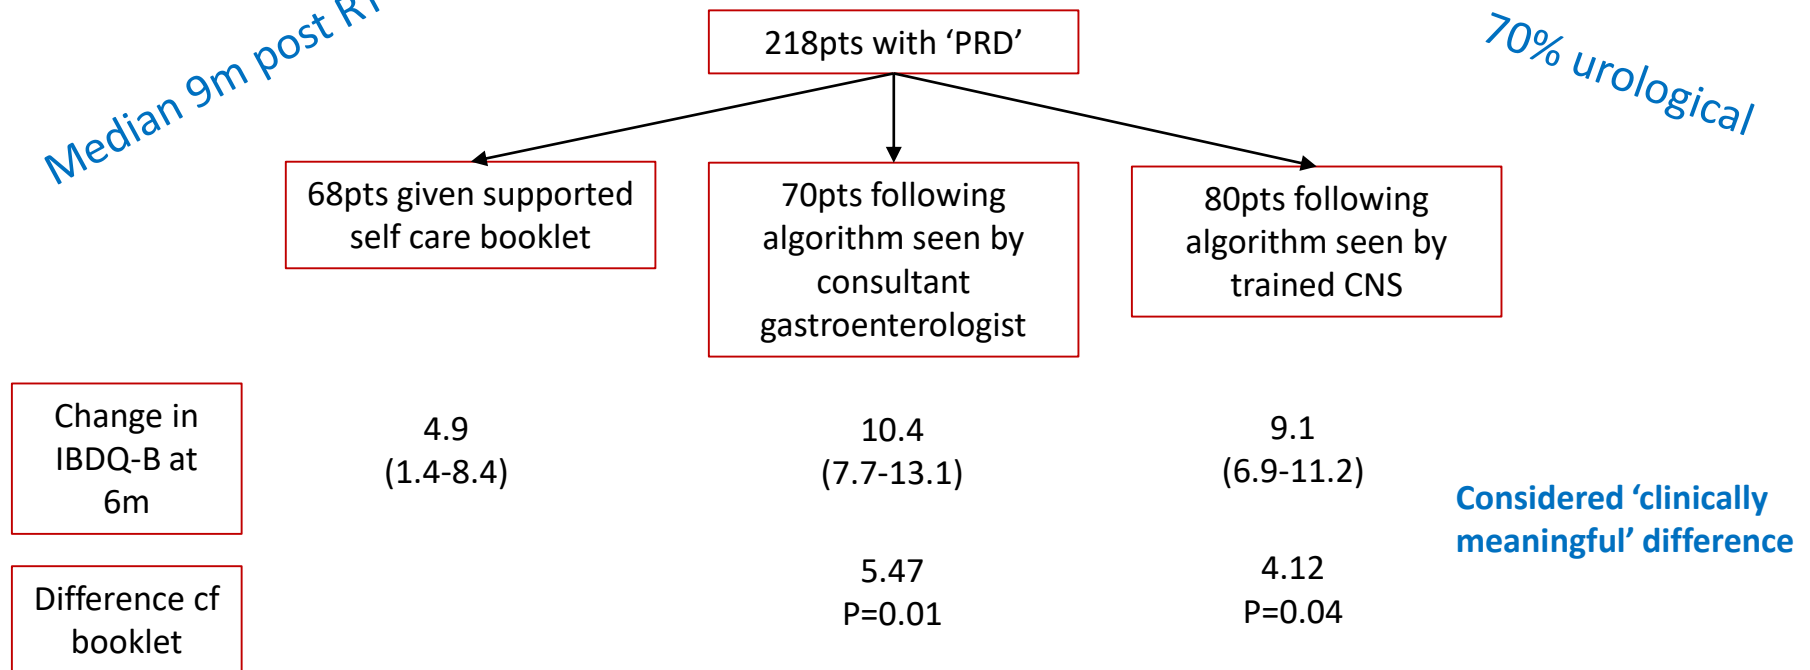 Median 9m post RT
218pts with ‘PRD’
70% urological
68pts given supported
self care booklet
70pts following
algorithm seen by
consultant
gastroenterologist
80pts following
algorithm seen by
trained CNS
Change in
IBDQ-B at
6m
4.9
(1.4-8.4)
10.4
(7.7-13.1)
9.1
(6.9-11.2)
Considered ‘clinically
meaningful’ difference
Difference cf
booklet
5.47
P=0.01
4.12
P=0.04